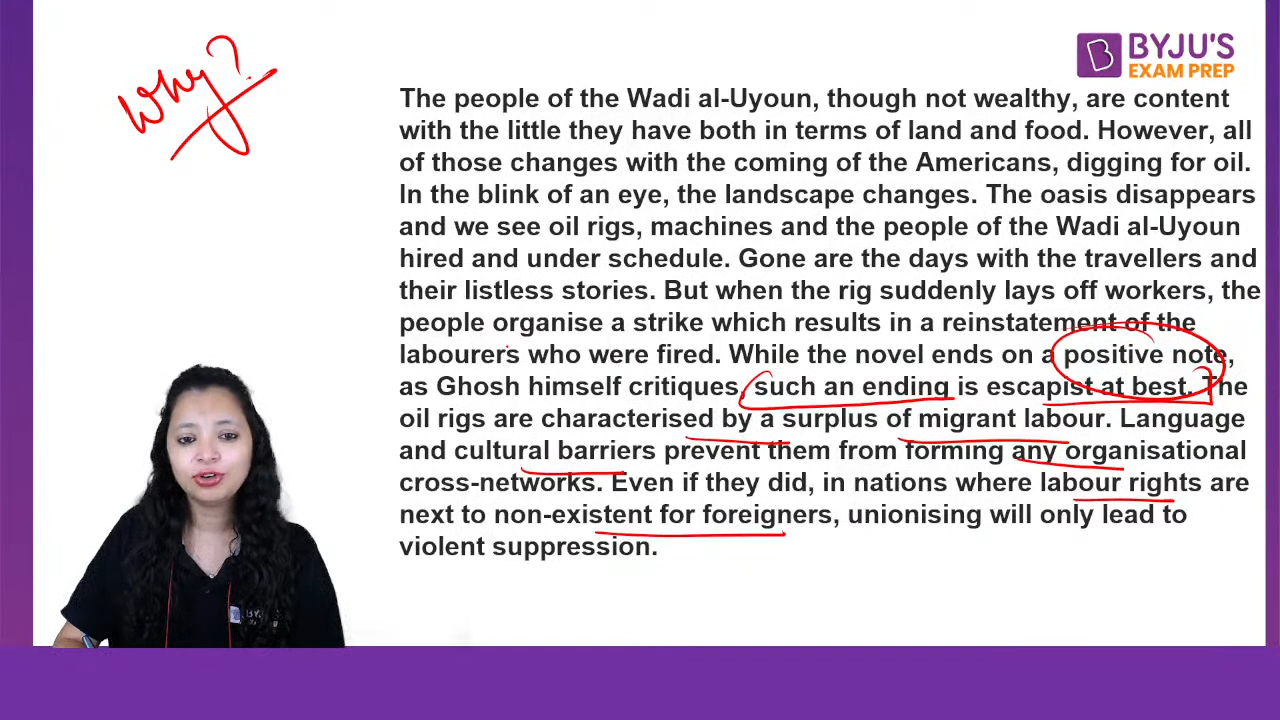 Why?
BYJU'S
EXAM PREP
The people of the Wadi al-Uyoun, though not wealthy, are content
with the little they have both in terms of land and food. However, all
of those changes with the coming of the Americans, digging for oil.
In the blink of an eye, the landscape changes. The oasis disappears
and we see oil rigs, machines and the people of the Wadi al-Uyoun
hired and under schedule. Gone are the days with the travellers and
their listless stories. But when the rig suddenly lays off workers, the
people organise a strike which results in a reinstatement of the
labourers who were fired. While the novel ends on a positive note,
as Ghosh himself critiques, such an ending is escapist at best. The
oil rigs are characterised by a surplus of migrant labour. Language
and cultural barriers prevent them from forming any organisational
cross-networks. Even if they did, in nations where labour rights are
next to non-existent for foreigners, unionising will only lead to
violent suppression.